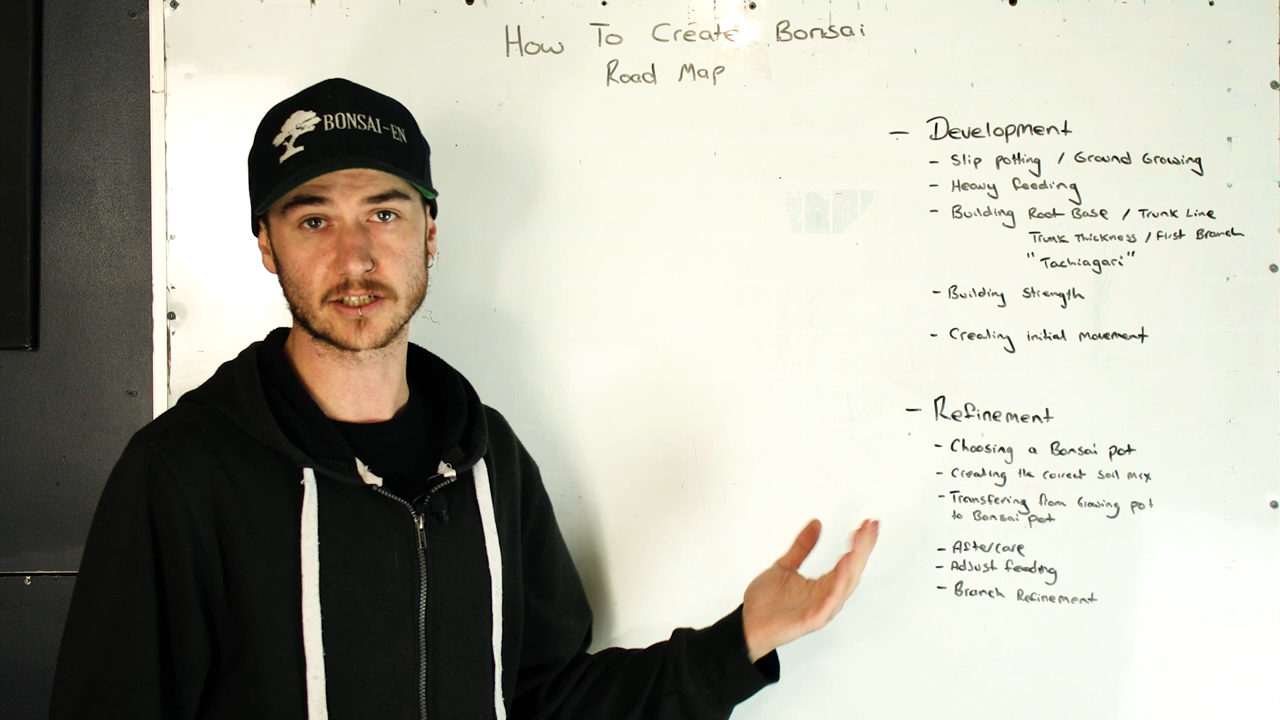 How To Create Bonsai
Road Map
BONSAI-EN
- Development
- Slip potting / Ground Growing
- Heavy feeding
- Building Root Base / Trunk Line
Trunk Thickness / First Branch
"Tachiagari"
- Building Strength
- Creating initial movement
- Refinement
- Choosing a Bonsai pot
- Creating the correct soil mix
- Transfering from Growing pot
to Bonsai pot
- Aftercare
- Adjust feeding
- Branch Refinement